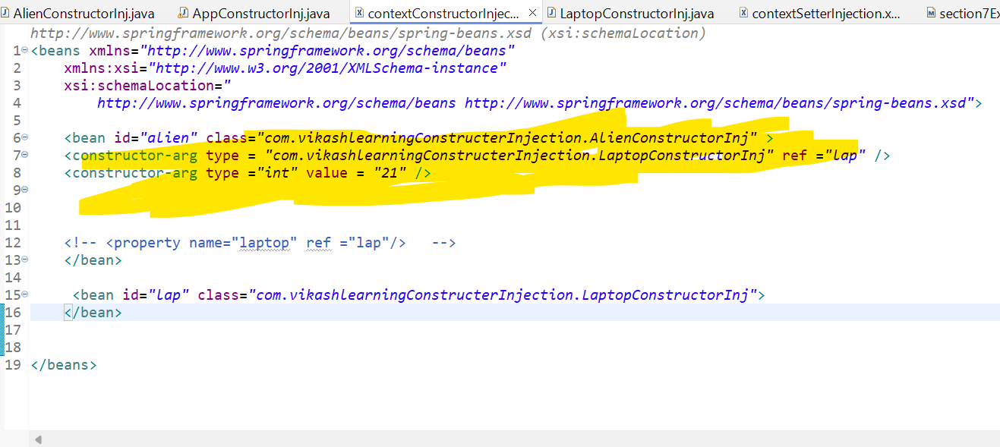 AlienConstructorInj.java
AppConstructorInj.java
contextConstructorInjec...
LaptopConstructorInj.java
contextSetterInjection.x...
section7Ex
http://www.springframework.org/schema/beans/spring-beans.xsd (xsi:schemaLocation)
1 <beans xmlns="http://www.springframework.org/schema/beans"
2 xmlns:xsi="http://www.w3.org/2001/XMLSchema-instance"
3 xsi:schemaLocation="
4 http://www.springframework.org/schema/beans http://www.springframework.org/schema/beans/spring-beans.xsd">
5
6 <bean id="alien" class="com.vikashlearningConstructerInjection.AlienConstructorInj" >
7 <constructor-arg type = "com.vikashlearningConstructerInjection.LaptopConstructorInj" ref ="lap" />
8 <constructor-arg type ="int" value = "21" />
9
10
11
12 <!-- <property name="laptop" ref ="lap"/> -->
13 </bean>
14
15 <bean id="lap" class="com.vikashlearningConstructerInjection.LaptopConstructorInj">
16 </bean>
17
18
19 </beans>